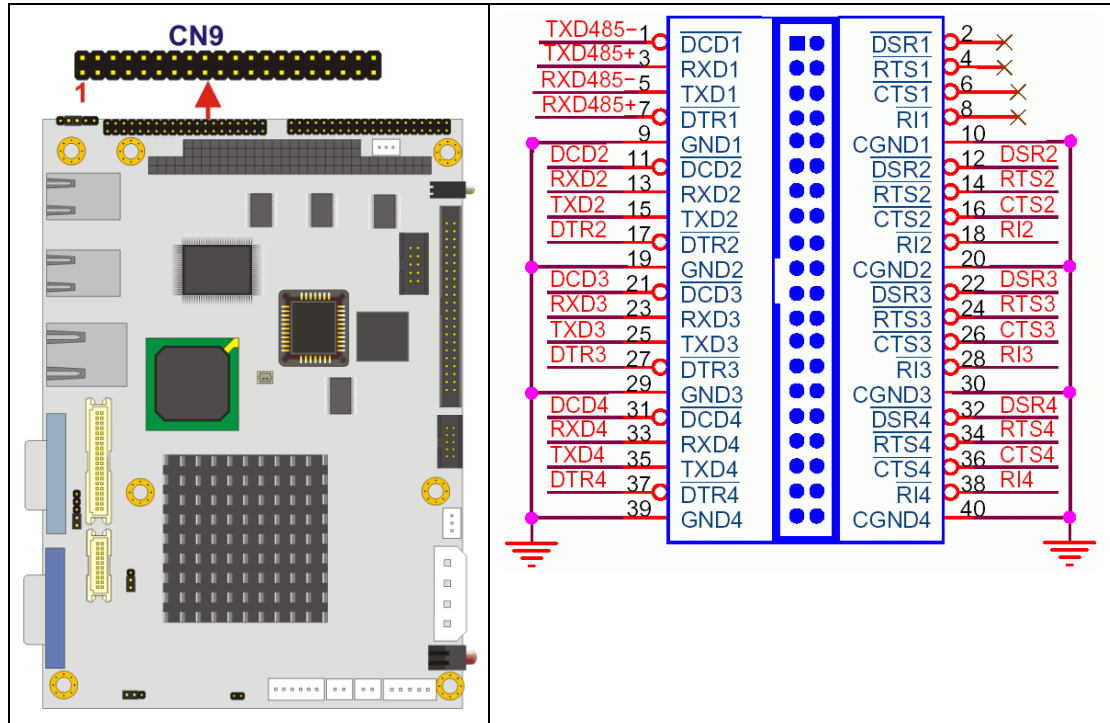 CN9
1
TXD485- 1 DCD1 DSR1 2
TXD485+ 3 RXD1 RTS1 4
RXD485- 5 TXD1 CTS1 6
RXD485+ 7 DTR1 RI1 8
9 GND1 CGND1 10
DCD2 11 DCD2 DSR2 12 DSR2
RXD2 13 RXD2 RTS2 14 RTS2
TXD2 15 TXD2 CTS2 16 CTS2
DTR2 17 DTR2 RI2 18 RI2
19 GND2 CGND2 20
DCD3 21 DCD3 DSR3 22 DSR3
RXD3 23 RXD3 RTS3 24 RTS3
TXD3 25 TXD3 CTS3 26 CTS3
DTR3 27 DTR3 RI3 28 RI3
29 GND3 CGND3 30
DCD4 31 DCD4 DSR4 32 DSR4
RXD4 33 RXD4 RTS4 34 RTS4
TXD4 35 TXD4 CTS4 36 CTS4
DTR4 37 DTR4 RI4 38 RI4
39 GND4 CGND4 40